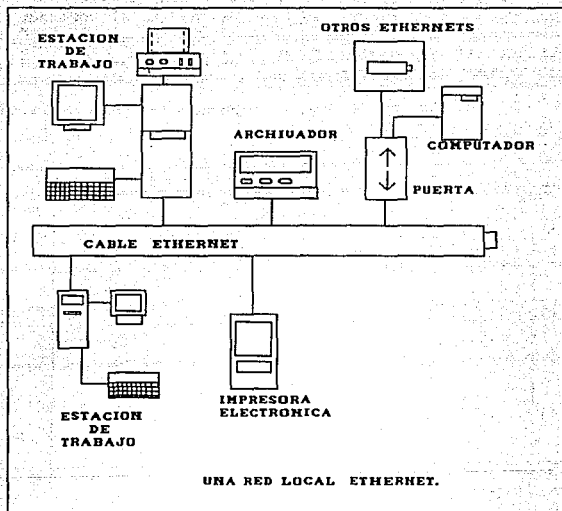 ESTACION
DE
TRABAJO
OTROS ETHERNETS
ARCHIVADOR
COMPUTADOR
PUERTA
CABLE ETHERNET
ESTACION
DE
TRABAJO
IMPRESORA
ELECTRONICA
UNA RED LOCAL ETHERNET.